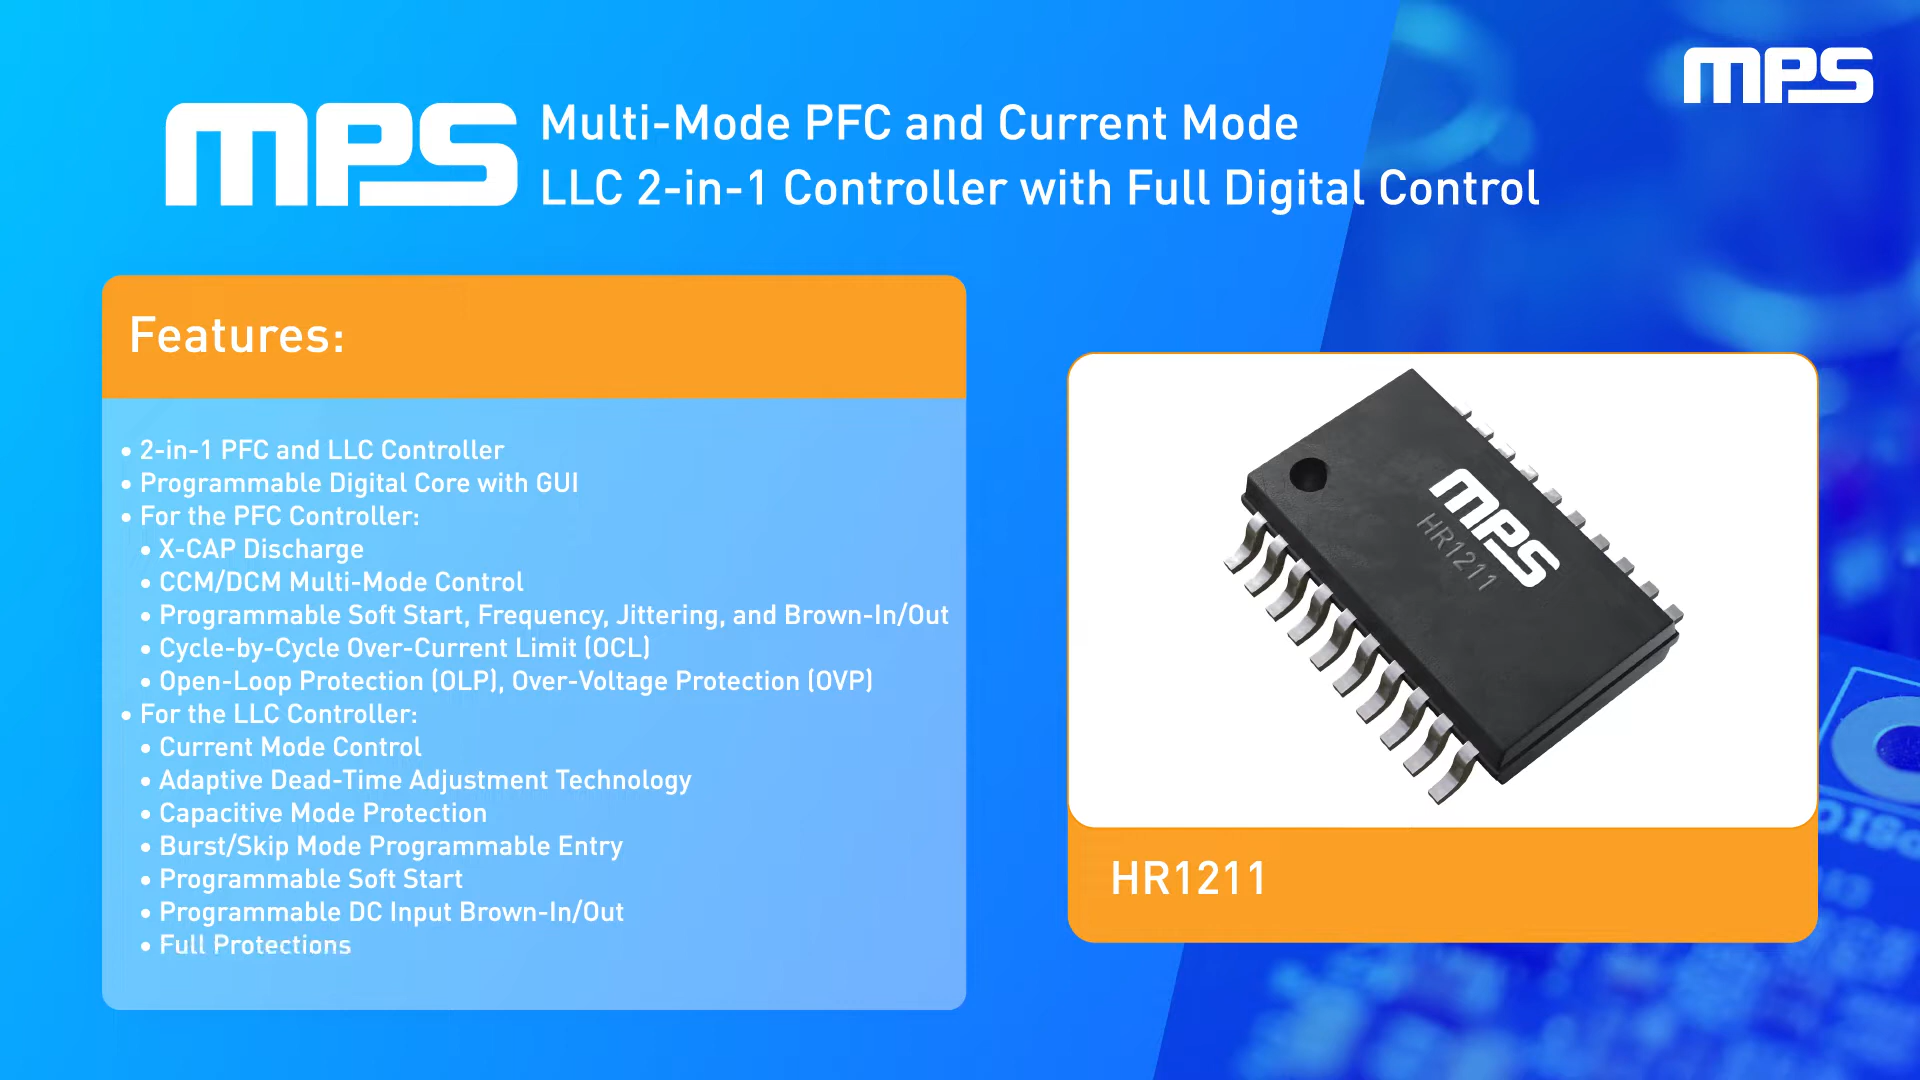 mPS
mPS
Multi-Mode PFC and Current Mode
LLC 2-in-1 Controller with Full Digital Control
Features:
• 2-in-1 PFC and LLC Controller
• Programmable Digital Core with GUI
• For the PFC Controller:
• X-CAP Discharge
• CCM/DCM Multi-Mode Control
• Programmable Soft Start, Frequency, Jittering, and Brown-In/Out
• Cycle-by-Cycle Over-Current Limit (OCL)
• Open-Loop Protection (OLP), Over-Voltage Protection (OVP)
• For the LLC Controller:
• Current Mode Control
• Adaptive Dead-Time Adjustment Technology
• Capacitive Mode Protection
• Burst/Skip Mode Programmable Entry
• Programmable Soft Start
• Programmable DC Input Brown-In/Out
• Full Protections
mPS
HR1211
HR1211